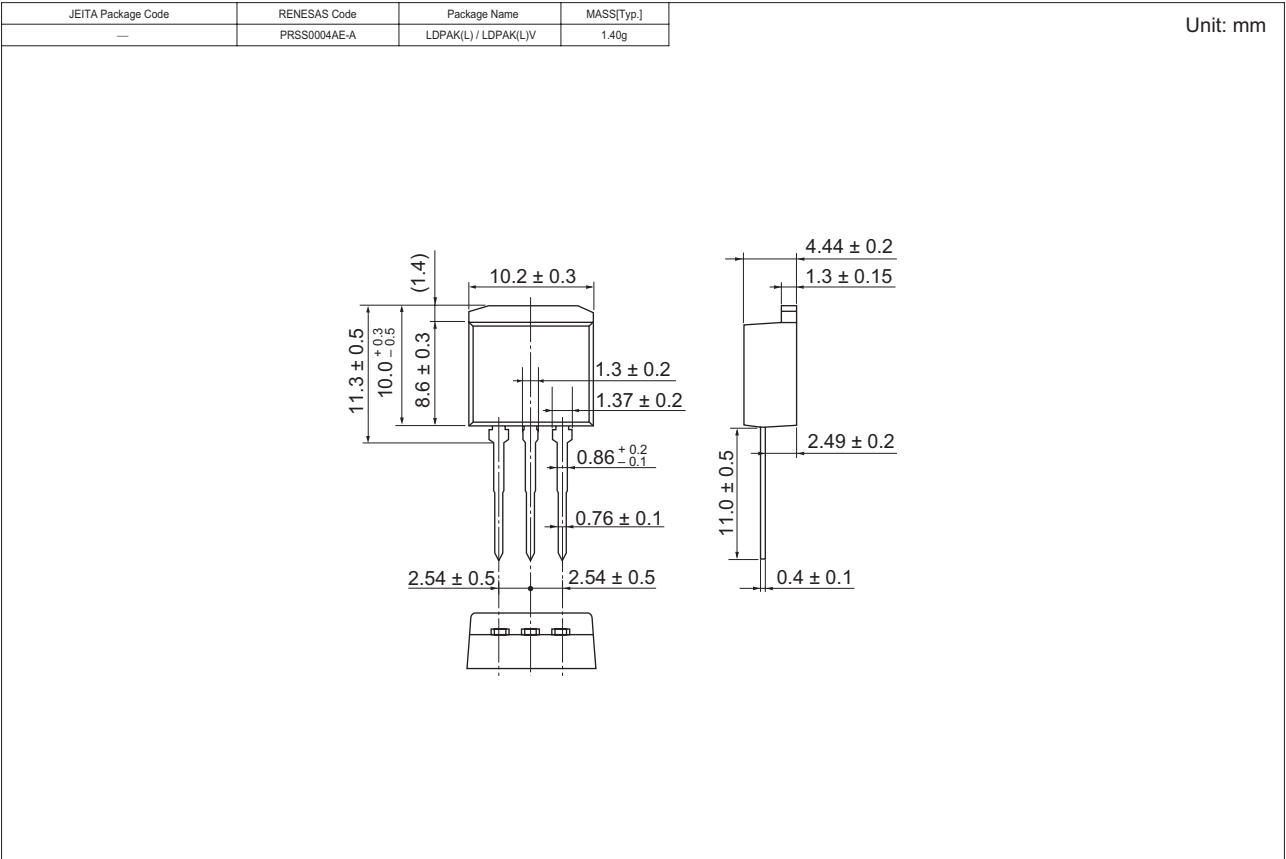 JEITA Package Code RENESAS Code Package Name MASS[Typ.]
— PRSS0004AE-A LDPAK(L) / LDPAK(L)V 1.40g
Unit: mm
4.44 ± 0.2
(1.4)
10.2 ± 0.3
1.3 ± 0.15
11.3 ± 0.5
10.0 + 0.3 – 0.5
8.6 ± 0.3
1.3 ± 0.2
1.37 ± 0.2
2.49 ± 0.2
0.86 + 0.2 – 0.1
11.0 ± 0.5
0.76 ± 0.1
2.54 ± 0.5 2.54 ± 0.5
0.4 ± 0.1